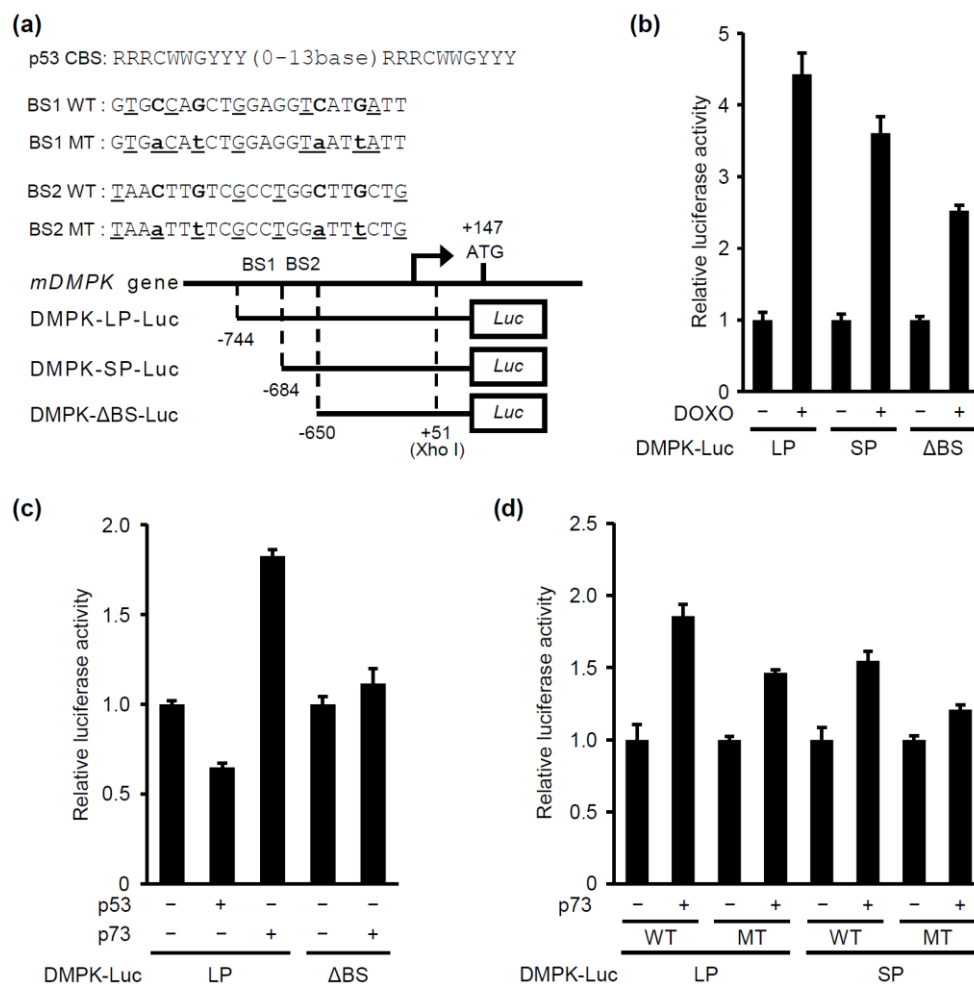 (a)
p53 CBS: RRRCWWGYYY(0-13base)RRRCWWGYYY
BS1 WT : GTGCCAGCTGGAGGTCATGATT
BS1 MT : GTGaCAtCTGGAGGTaATtATT
BS2 WT : TAACTTGTCGCCTGGCTTGCTG
BS2 MT : TAAaTTtTCGCCTGGaTTtCTG
+147
BS1 BS2 ATG
mDMPK gene
DMPK-LP-Luc Luc
-744
DMPK-SP-Luc Luc
-684
DMPK-ΔBS-Luc Luc
-650 +51
(Xho I)
(b)
Relative luciferase activity
5
4
3
2
1
0
DOXO − + − + − +
DMPK-Luc LP SP ΔBS
(c)
Relative luciferase activity
2.0
1.5
1.0
0.5
0
p53 − + − − −
p73 − − + − +
DMPK-Luc LP ΔBS
(d)
Relative luciferase activity
2.5
2.0
1.5
1.0
0.5
0.0
p73 − + − + − + − +
WT MT WT MT
DMPK-Luc LP SP